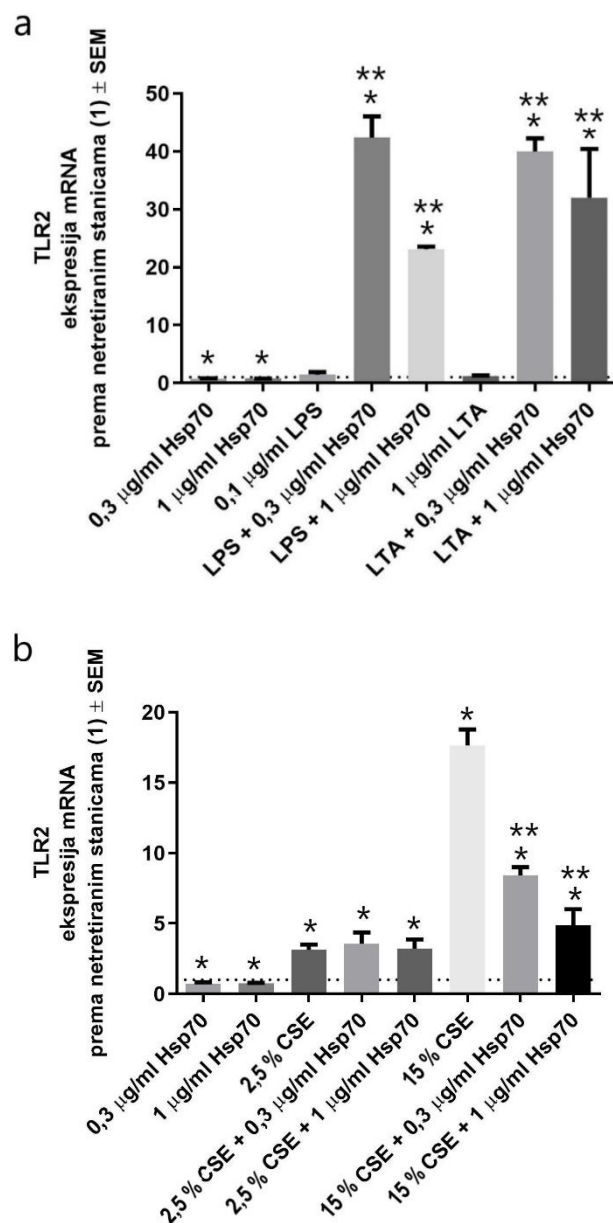 a
TLR2
ekspresija mRNA
prema netretiranim stanicama (1) ± SEM
50
40
30
20
10
0
*
*
**
*
**
*
**
*
**
*
0,3 μg/ml Hsp70
1 μg/ml Hsp70
0,1 μg/ml LPS
LPS + 0,3 μg/ml Hsp70
LPS + 1 μg/ml Hsp70
1 μg/ml LTA
LTA + 0,3 μg/ml Hsp70
LTA + 1 μg/ml Hsp70
b
TLR2
ekspresija mRNA
prema netretiranim stanicama (1) ± SEM
20
15
10
5
0
*
*
*
*
*
*
**
*
**
*
0,3 μg/ml Hsp70
1 μg/ml Hsp70
2,5 % CSE
2,5 % CSE + 0,3 μg/ml Hsp70
2,5 % CSE + 1 μg/ml Hsp70
15 % CSE
15 % CSE + 0,3 μg/ml Hsp70
15 % CSE + 1 μg/ml Hsp70